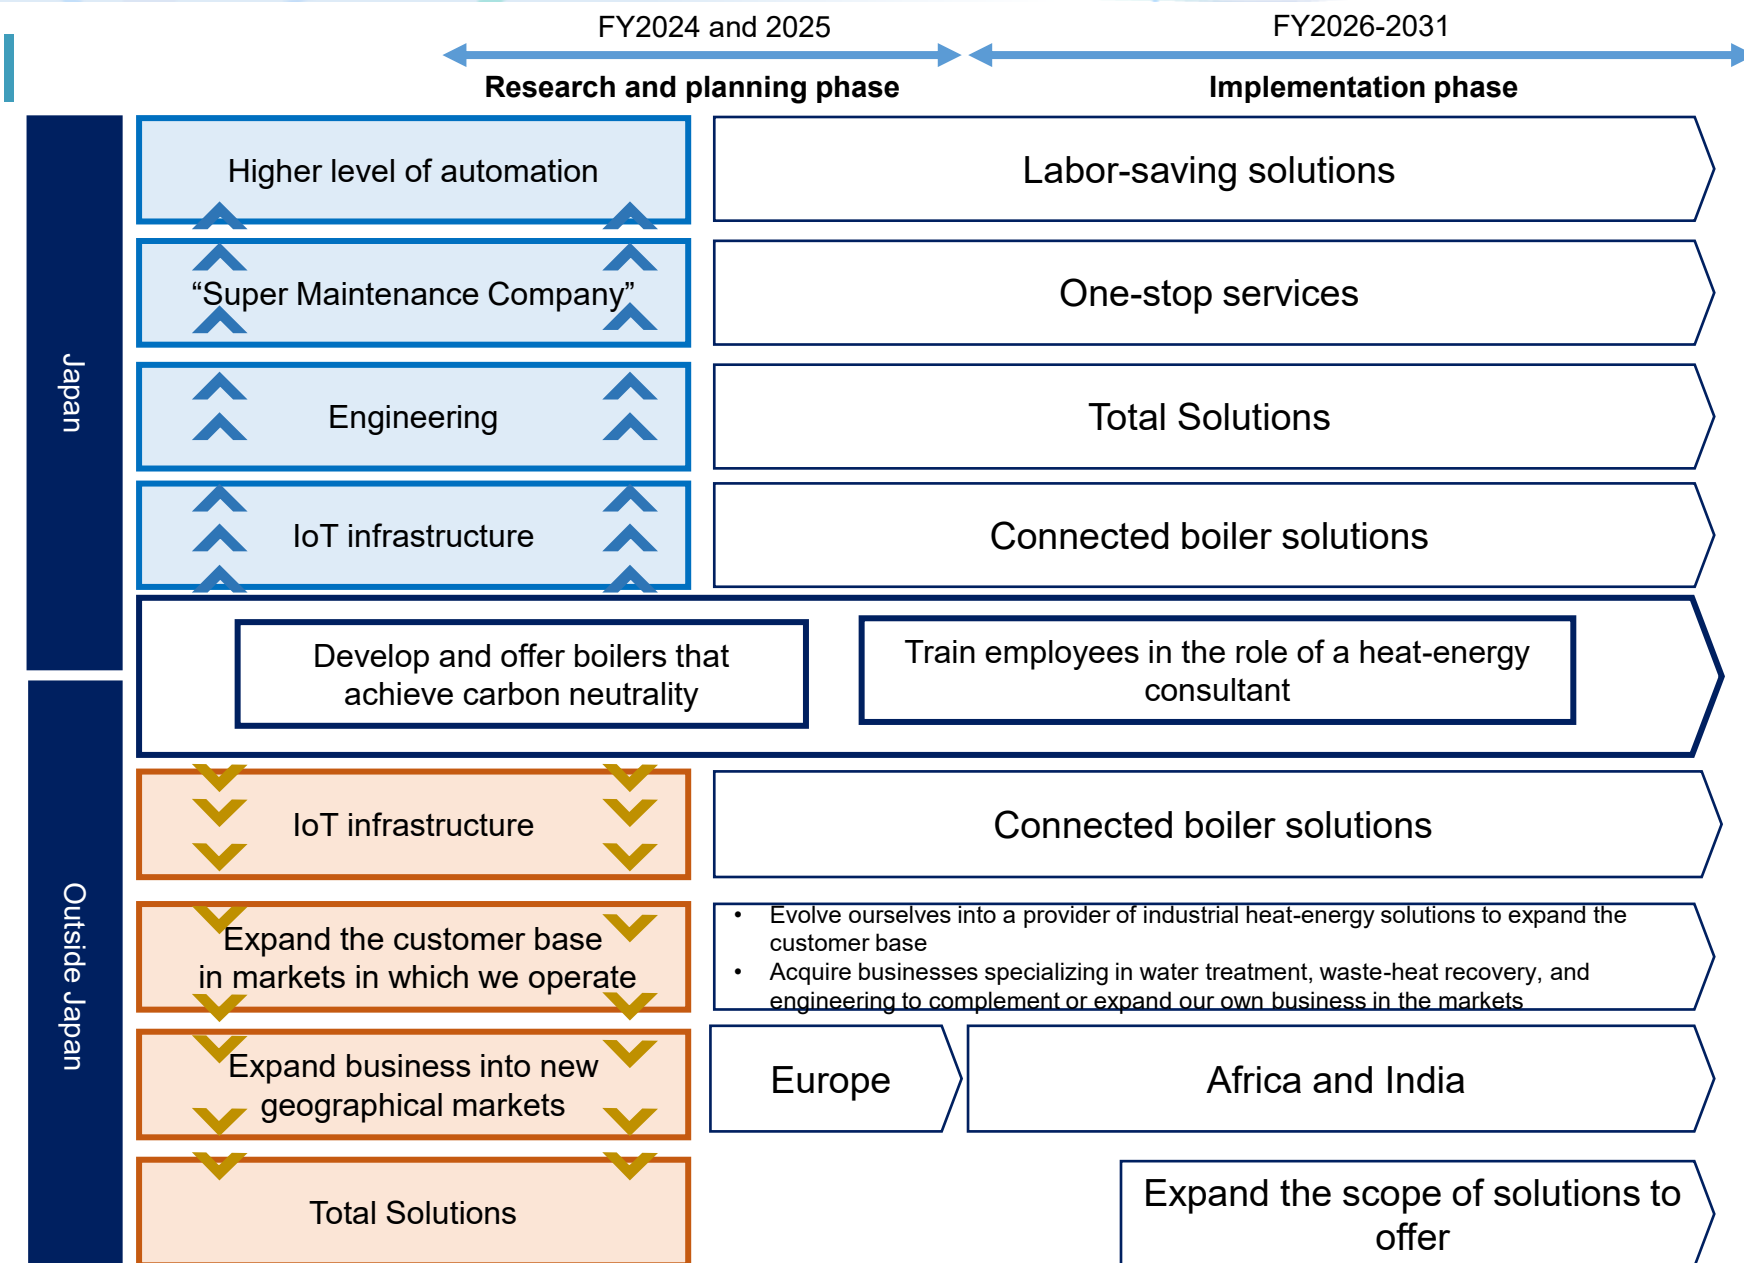 FY2024 and 2025
FY2026-2031
Research and planning phase
Implementation phase
Japan
Higher level of automation
Labor-saving solutions
“Super Maintenance Company”
One-stop services
Engineering
Total Solutions
IoT infrastructure
Connected boiler solutions
Develop and offer boilers that
achieve carbon neutrality
Train employees in the role of a heat-energy
consultant
Outside Japan
IoT infrastructure
Connected boiler solutions
Expand the customer base
in markets in which we operate
• Evolve ourselves into a provider of industrial heat-energy solutions to expand the
customer base
• Acquire businesses specializing in water treatment, waste-heat recovery, and
engineering to complement or expand our own business in the markets
Expand business into new
geographical markets
Europe
Africa and India
Total Solutions
Expand the scope of solutions to
offer